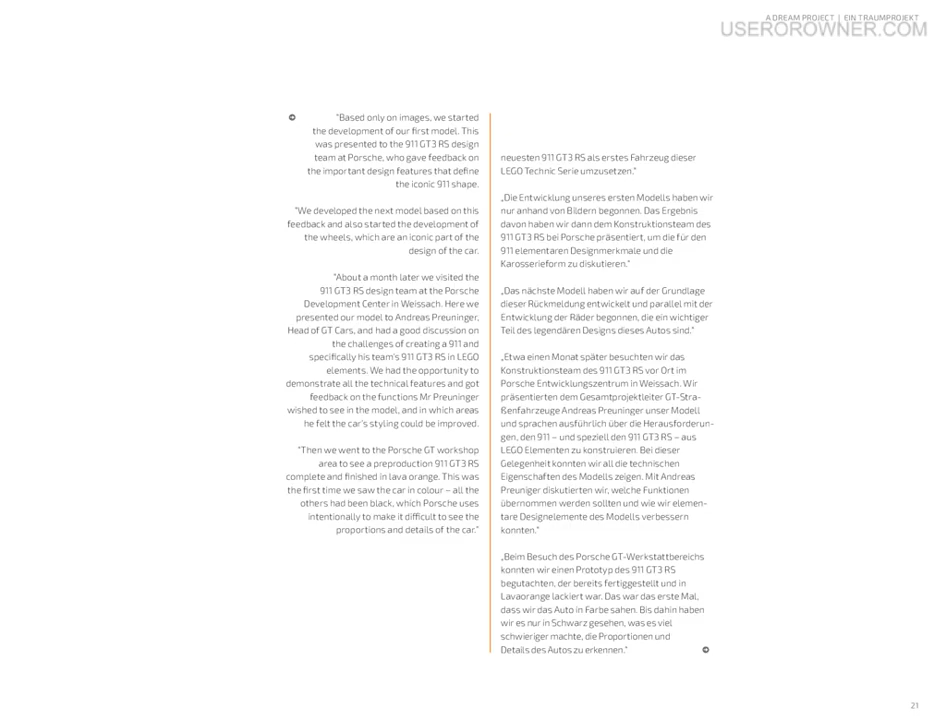 A DREAM PROJECT | EIN TRAUMPROJEKT
USEROROWNER.COM
"Based only on images, we started
the development of our first model. This
was presented to the 911 GT3 RS design
team at Porsche, who gave feedback on
the important design features that define
the iconic 911 shape.
"We developed the next model based on this
feedback and also started the development of
the wheels, which are an iconic part of the
design of the car.
"About a month later we visited the
911 GT3 RS design team at the Porsche
Development Center in Weissach. Here we
presented our model to Andreas Preuninger,
Head of GT Cars, and had a good discussion on
the challenges of creating a 911 and
specifically his team's 911 GT3 RS in LEGO
elements. We had the opportunity to
demonstrate all the technical features and got
feedback on the functions Mr Preuninger
wished to see in the model, and in which areas
he felt the car's styling could be improved.
"Then we went to the Porsche GT workshop
area to see a preproduction 911 GT3 RS
complete and finished in lava orange. This was
the first time we saw the car in colour – all the
others had been black, which Porsche uses
intentionally to make it difficult to see the
proportions and details of the car."
neuesten 911 GT3 RS als erstes Fahrzeug dieser
LEGO Technic Serie umzusetzen."
„Die Entwicklung unseres ersten Modells haben wir
nur anhand von Bildern begonnen. Das Ergebnis
davon haben wir dann dem Konstruktionsteam des
911 GT3 RS bei Porsche präsentiert, um die für den
911 elementaren Designmerkmale und die
Karosserieform zu diskutieren."
„Das nächste Modell haben wir auf der Grundlage
dieser Rückmeldung entwickelt und parallel mit der
Entwicklung der Räder begonnen, die ein wichtiger
Teil des legendären Designs dieses Autos sind."
„Etwa einen Monat später besuchten wir das
Konstruktionsteam des 911 GT3 RS vor Ort im
Porsche Entwicklungszentrum in Weissach. Wir
präsentierten dem Gesamtprojektleiter GT-Stra-
ßenfahrzeuge Andreas Preuninger unser Modell
und sprachen ausführlich über die Herausforderun-
gen, den 911 – und speziell den 911 GT3 RS – aus
LEGO Elementen zu konstruieren. Bei dieser
Gelegenheit konnten wir all die technischen
Eigenschaften des Modells zeigen. Mit Andreas
Preuniger diskutierten wir, welche Funktionen
übernommen werden sollten und wie wir elemen-
tare Designelemente des Modells verbessern
konnten."
„Beim Besuch des Porsche GT-Werkstattbereichs
konnten wir einen Prototyp des 911 GT3 RS
begutachten, der bereits fertiggestellt und in
Lavaorange lackiert war. Das war das erste Mal,
dass wir das Auto in Farbe sahen. Bis dahin haben
wir es nur in Schwarz gesehen, was es viel
schwieriger machte, die Proportionen und
Details des Autos zu erkennen."
21